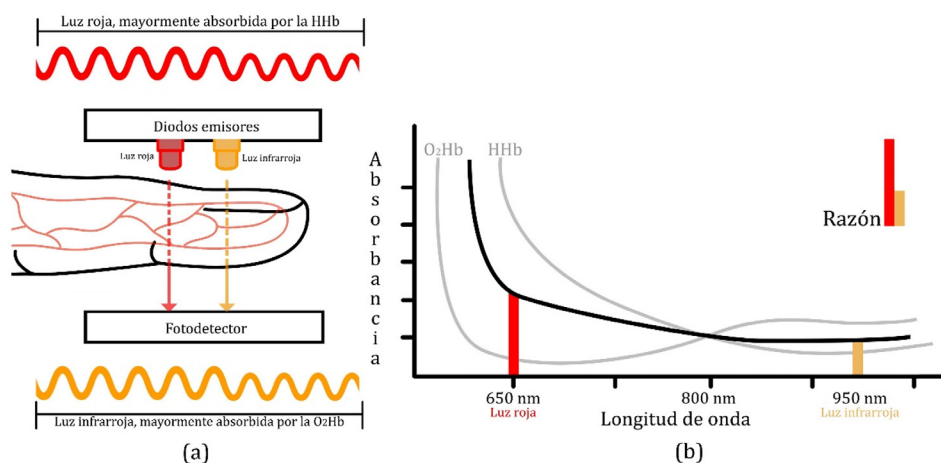 Luz roja, mayormente absorbida por la HHb
Diodos emisores
Luz roja
Luz infrarroja
Fotodetector
Luz infrarroja, mayormente absorbida por la O₂Hb
(a)
Absorbancia
O₂Hb
HHb
Razón
650 nm
800 nm
950 nm
Luz roja
Longitud de onda
Luz infrarroja
(b)